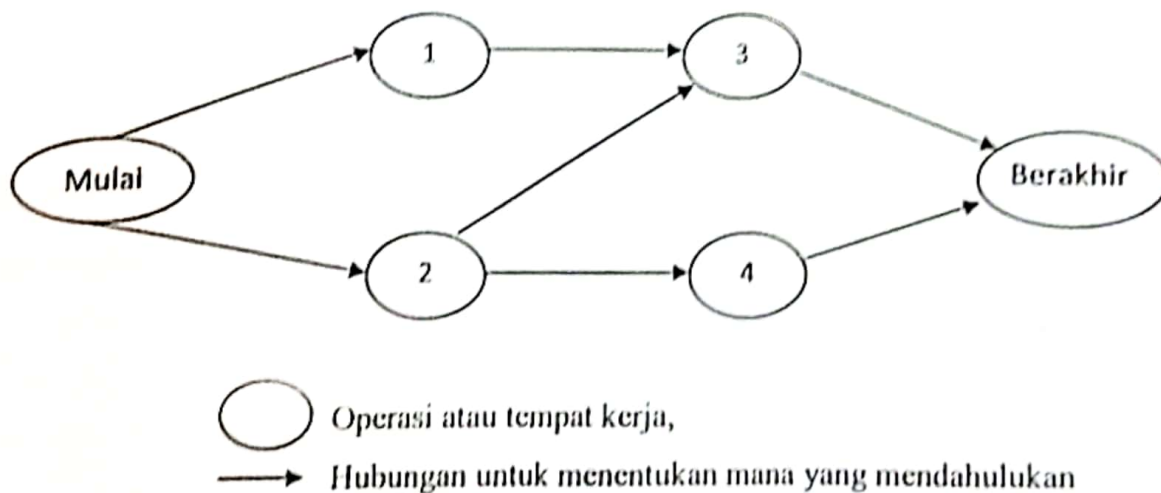 1
3
Mulai
Berakhir
2
4
Operasi atau tempat kerja,
Hubungan untuk menentukan mana yang mendahulukan